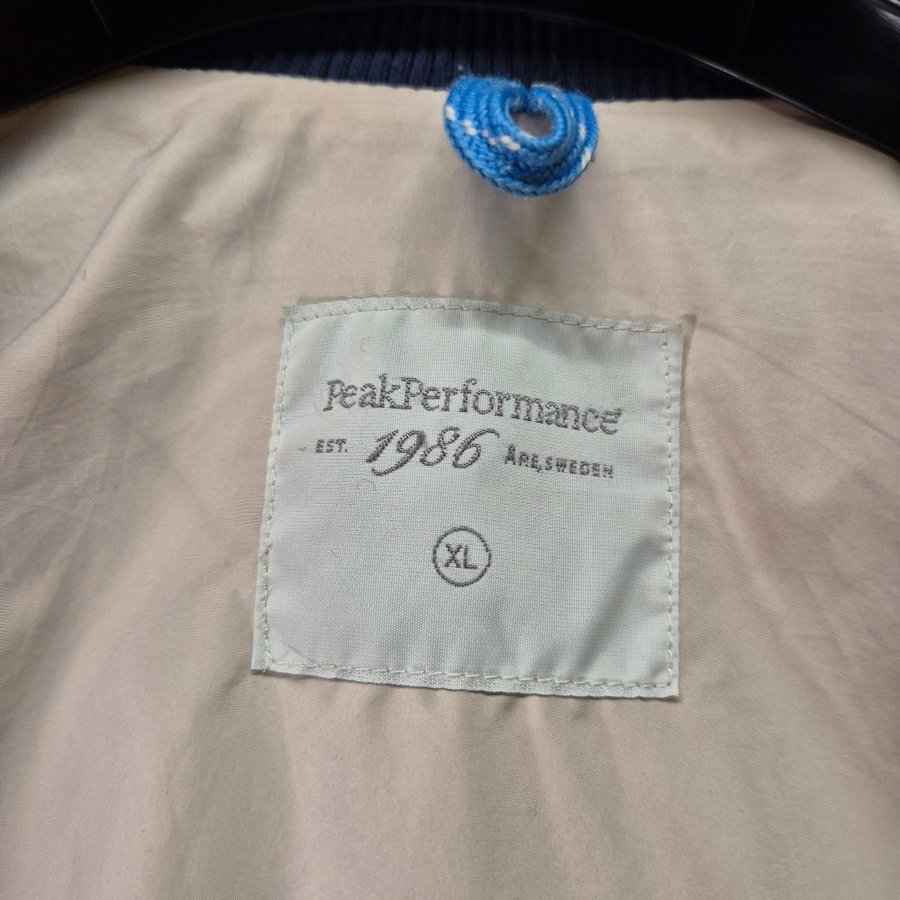 PeakPerformance
EST. 1986 ÅRE, SWEDEN
XL